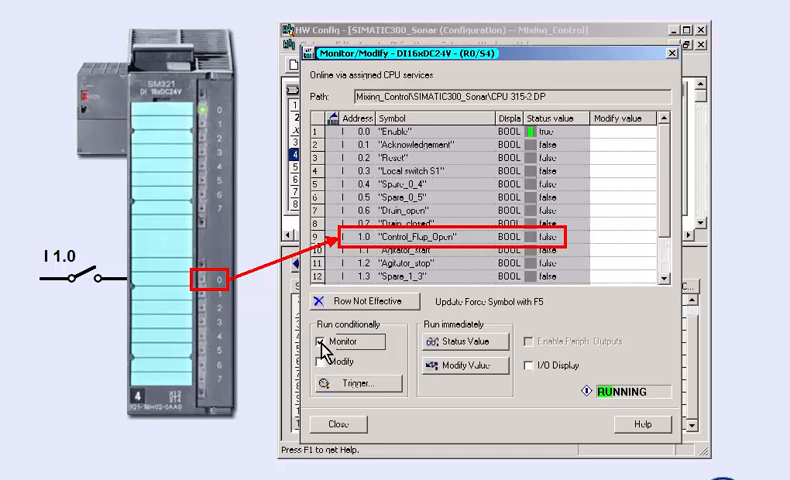 HW Config - [SIMATIC300_Sonar (Configuration) -- Mixing_Control]
Monitor/Modify - DI16xDC24V - (R0/S4)
Online via assigned CPU services
Path: Mixing_Control\SIMATIC300_Sonar\CPU 315-2 DP
Address Symbol Displa Status value Modify value
1 I 0.0 "Enable" BOOL true
2 I 0.1 "Acknowledgement" BOOL false
3 I 0.2 "Reset" BOOL false
4 I 0.3 "Local switch S1" BOOL false
5 I 0.4 "Spare_0_4" BOOL false
6 I 0.5 "Spare_0_5" BOOL false
7 I 0.6 "Drain_open" BOOL false
8 I 0.7 "Drain_closed" BOOL false
9 I 1.0 "Control_Flap_Open" BOOL false
10 I 1.1 "Agitator_start" BOOL false
11 I 1.2 "Agitator_stop" BOOL false
12 I 1.3 "Spare_1_3" BOOL false
Row Not Effective Update Force Symbol with F5
Run conditionally
Monitor
Modify
Trigger...
Run immediately
Status Value
Modify Value
Enable Periph. Outputs
I/O Display
RUNNING
Close Help
Press F1 to get Help.
SM321
DI 16xDC24V
0
1
2
3
4
5
6
7
I 1.0
0
1
2
3
4
5
6
7
4
X12
3 4